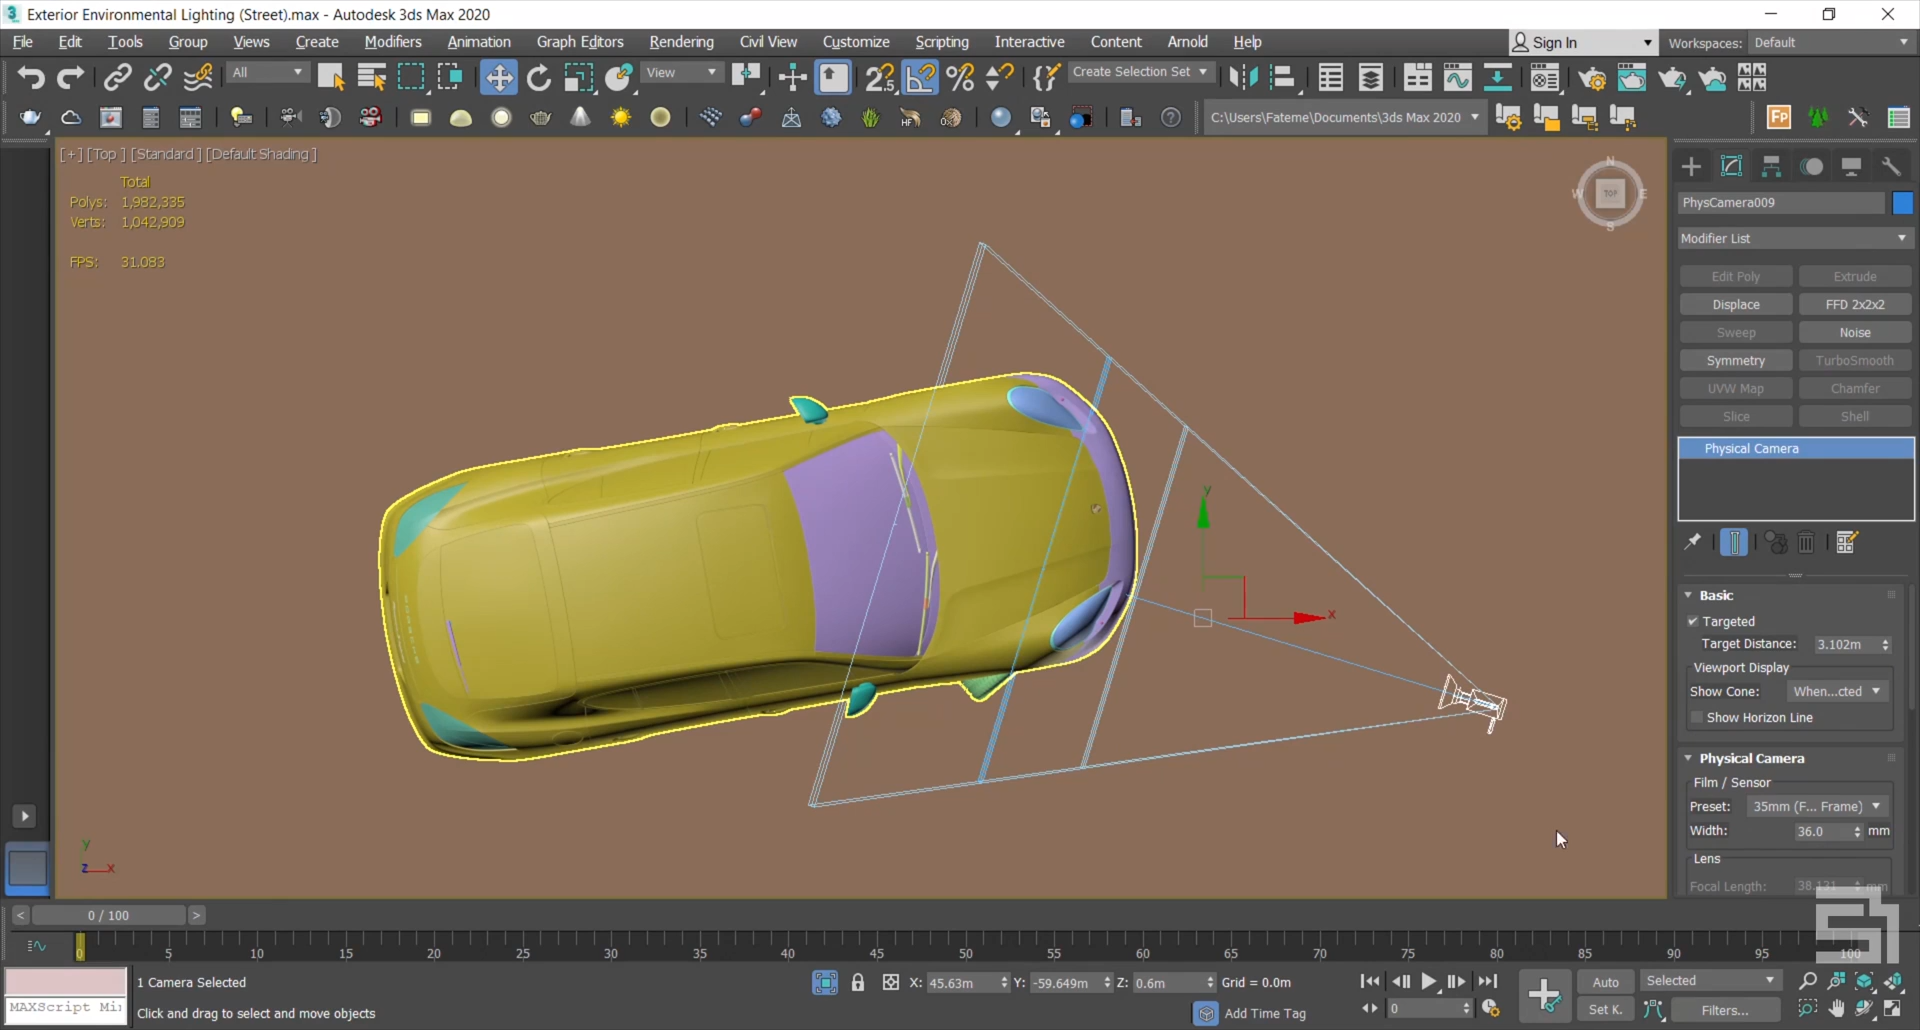 Exterior Environmental Lighting (Street).max - Autodesk 3ds Max 2020
File Edit Tools Group Views Create Modifiers Animation Graph Editors Rendering Civil View Customize Scripting Interactive Content Arnold Help
Sign In Workspaces: Default
All View Create Selection Set
C:\Users\Fateme\Documents\3ds Max 2020
[+] [Top ] [Standard ] [Default Shading ]
Total
Polys: 1,982,335
Verts: 1,042,909
FPS: 31.083
N
W TOP E
S
PhysCamera009
Modifier List
Edit Poly Extrude
Displace FFD 2x2x2
Sweep Noise
Symmetry TurboSmooth
UVW Map Chamfer
Slice Shell
Physical Camera
Basic
Targeted
Target Distance: 3.102m
Viewport Display
Show Cone: When...cted
Show Horizon Line
Physical Camera
Film / Sensor
Preset: 35mm (F... Frame)
Width: 36.0 mm
Lens
Focal Length: 38.131 mm
y
x
y
z x
0 / 100
0 5 10 15 20 25 30 35 40 45 50 55 60 65 70 75 80 85 90 95 100
1 Camera Selected
X: 45.63m Y: -59.649m Z: 0.6m Grid = 0.0m
Auto Selected
MAXScript Mi
Click and drag to select and move objects
Add Time Tag
0
Set K. Filters...